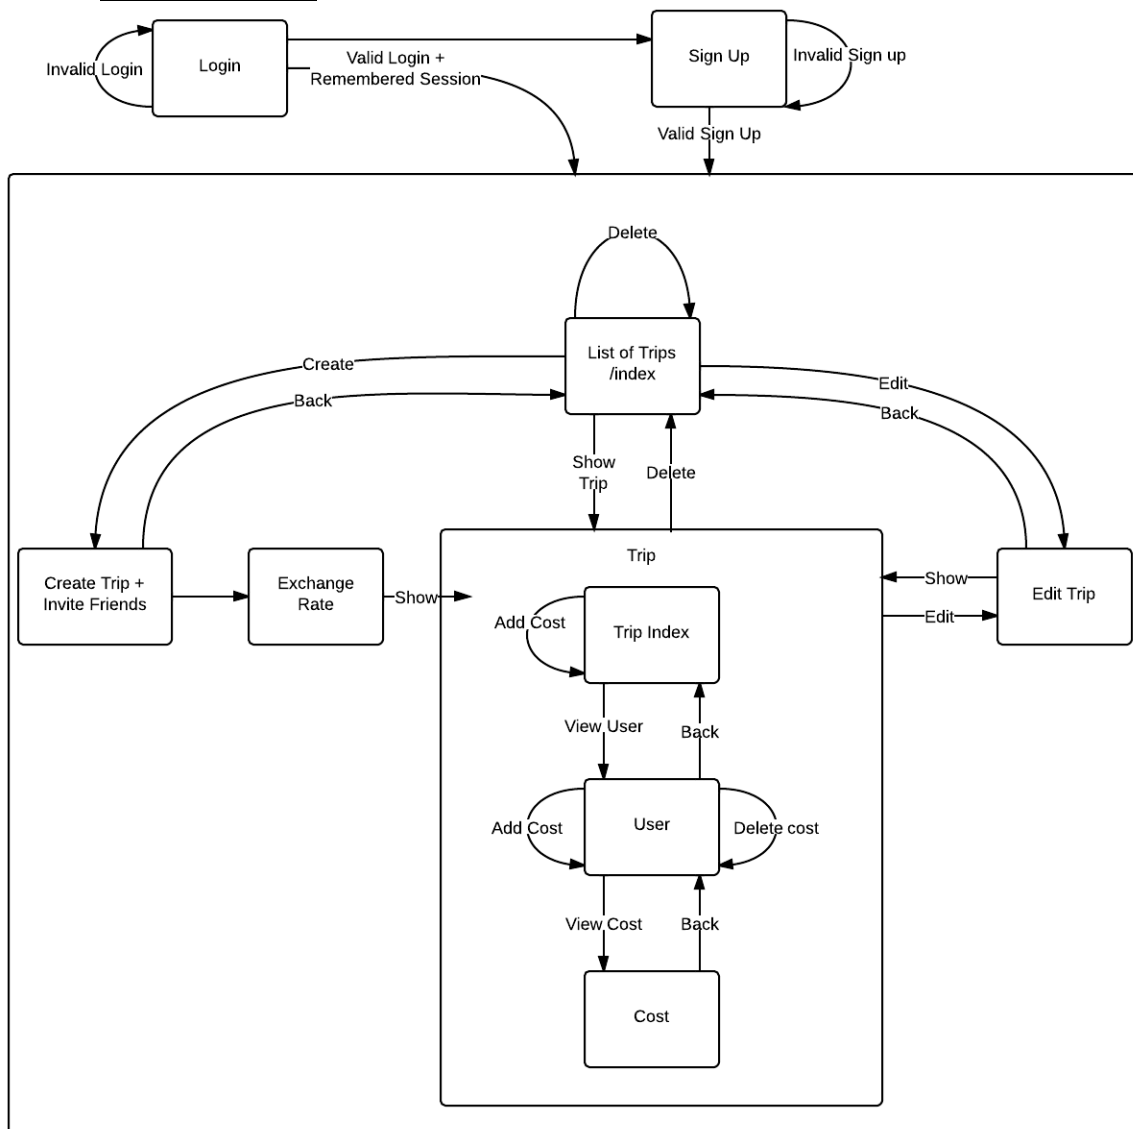 Login
Invalid Login
Valid Login +
Remembered Session
Sign Up
Invalid Sign up
Valid Sign Up
Delete
List of Trips
/index
Create
Back
Edit
Back
Show
Trip
Delete
Create Trip +
Invite Friends
Exchange
Rate
Show
Trip
Show
Edit
Edit Trip
Add Cost
Trip Index
View User
Back
Add Cost
User
Delete cost
View Cost
Back
Cost